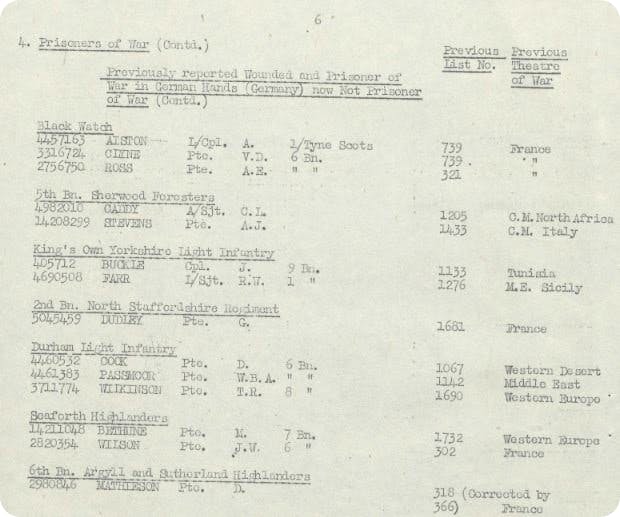 6
4. Prisoners of War (Contd.)
Previous Previous
List No. Theatre
of War
Previously reported Wounded and Prisoner of
War in German Hands (Germany) now Not Prisoner
of War (Contd.)
Black Watch
4457163 AISTON L/Cpl. A. 1/Tyne Scots 739 France
3316724 CLYNE Pte. V.D. 6 Bn. 739 "
2756750 ROSS Pte. A.E. " " 321 "
5th Bn. Sherwood Foresters
4982010 CADDY A/Sjt. C.L. 1205 C.M. North Africa
14208299 STEVENS Pte. A.J. 1433 C.M. Italy
King's Own Yorkshire Light Infantry
405712 BUCKLE Cpl. J. 9 Bn. 1133 Tunisia
4690508 FARR L/Sjt. R.W. 1 " 1276 M.E. Sicily
2nd Bn. North Staffordshire Regiment
5045459 DUDLEY Pte. G. 1681 France
Durham Light Infantry
4460532 COCK Pte. D. 6 Bn. 1067 Western Desert
4461383 PASSMOOR Pte. W.B.A. " " 1142 Middle East
3711774 WILKINSON Pte. T.R. 8 " 1690 Western Europe
Seaforth Highlanders
14211048 BETHUNE Pte. M. 7 Bn. 1732 Western Europe
2820354 WILSON Pte. J.W. 6 " 302 France
6th Bn. Argyll and Sutherland Highlanders
2980846 MATHIESON Pte. D. 318 (Corrected by
366) France